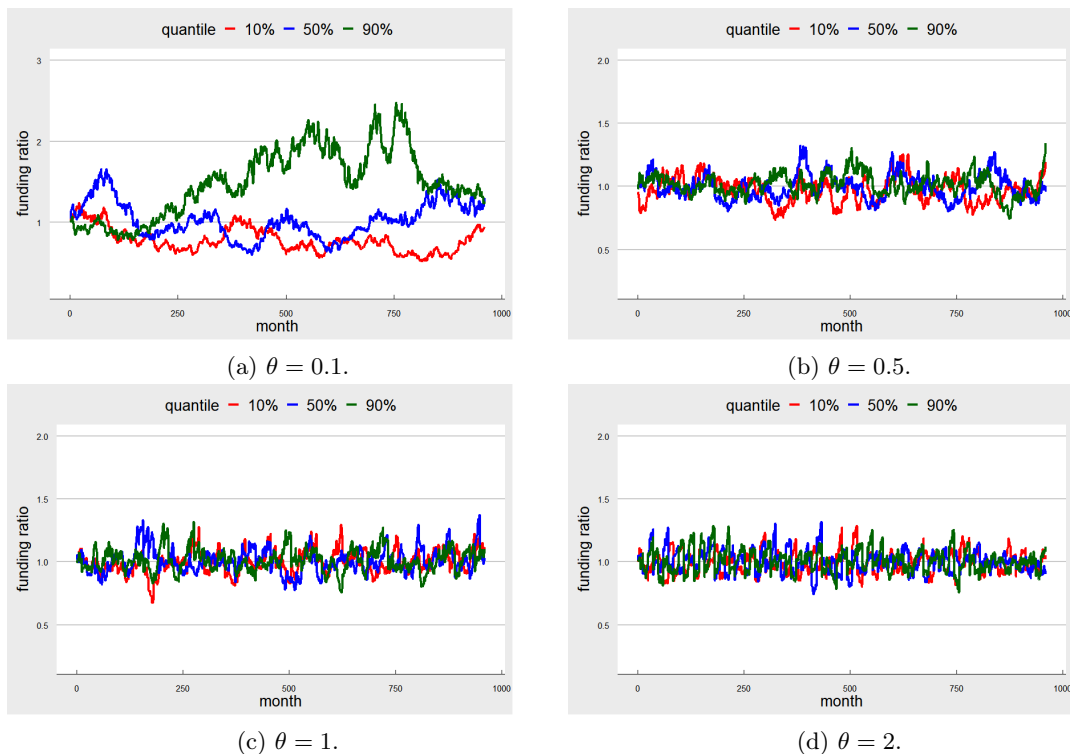 quantile 10% 50% 90%
3
2
1
funding ratio
0 250 500 750 1000
month
(a) θ = 0.1.
quantile 10% 50% 90%
2.0
1.5
1.0
0.5
funding ratio
0 250 500 750 1000
month
(b) θ = 0.5.
quantile 10% 50% 90%
2.0
1.5
1.0
0.5
funding ratio
0 250 500 750 1000
month
(c) θ = 1.
quantile 10% 50% 90%
2.0
1.5
1.0
0.5
funding ratio
0 250 500 750 1000
month
(d) θ = 2.